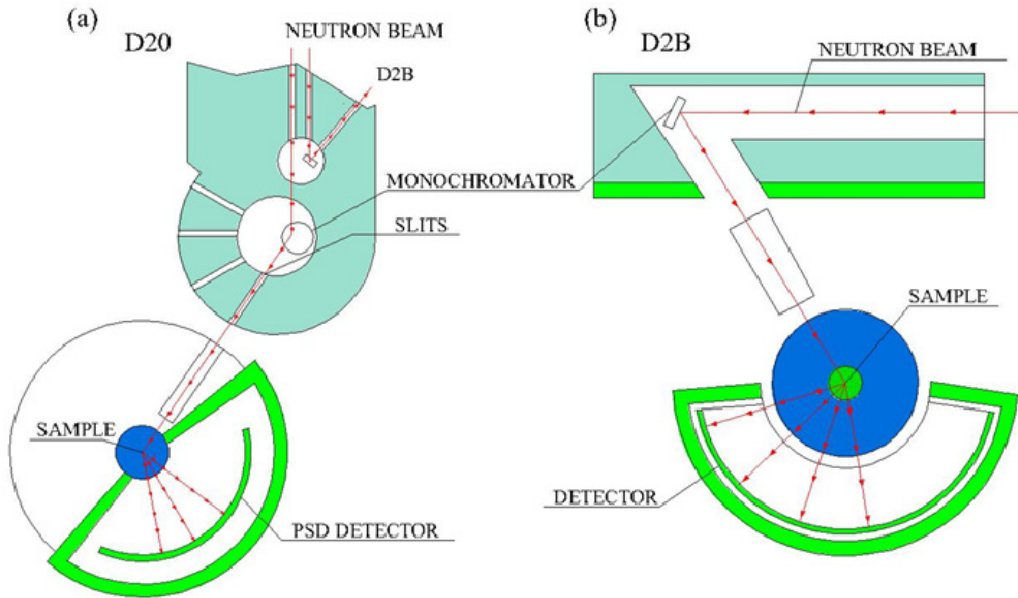 (a)
D20
NEUTRON BEAM
D2B
MONOCHROMATOR
SLITS
SAMPLE
PSD DETECTOR
(b)
D2B
NEUTRON BEAM
SAMPLE
DETECTOR